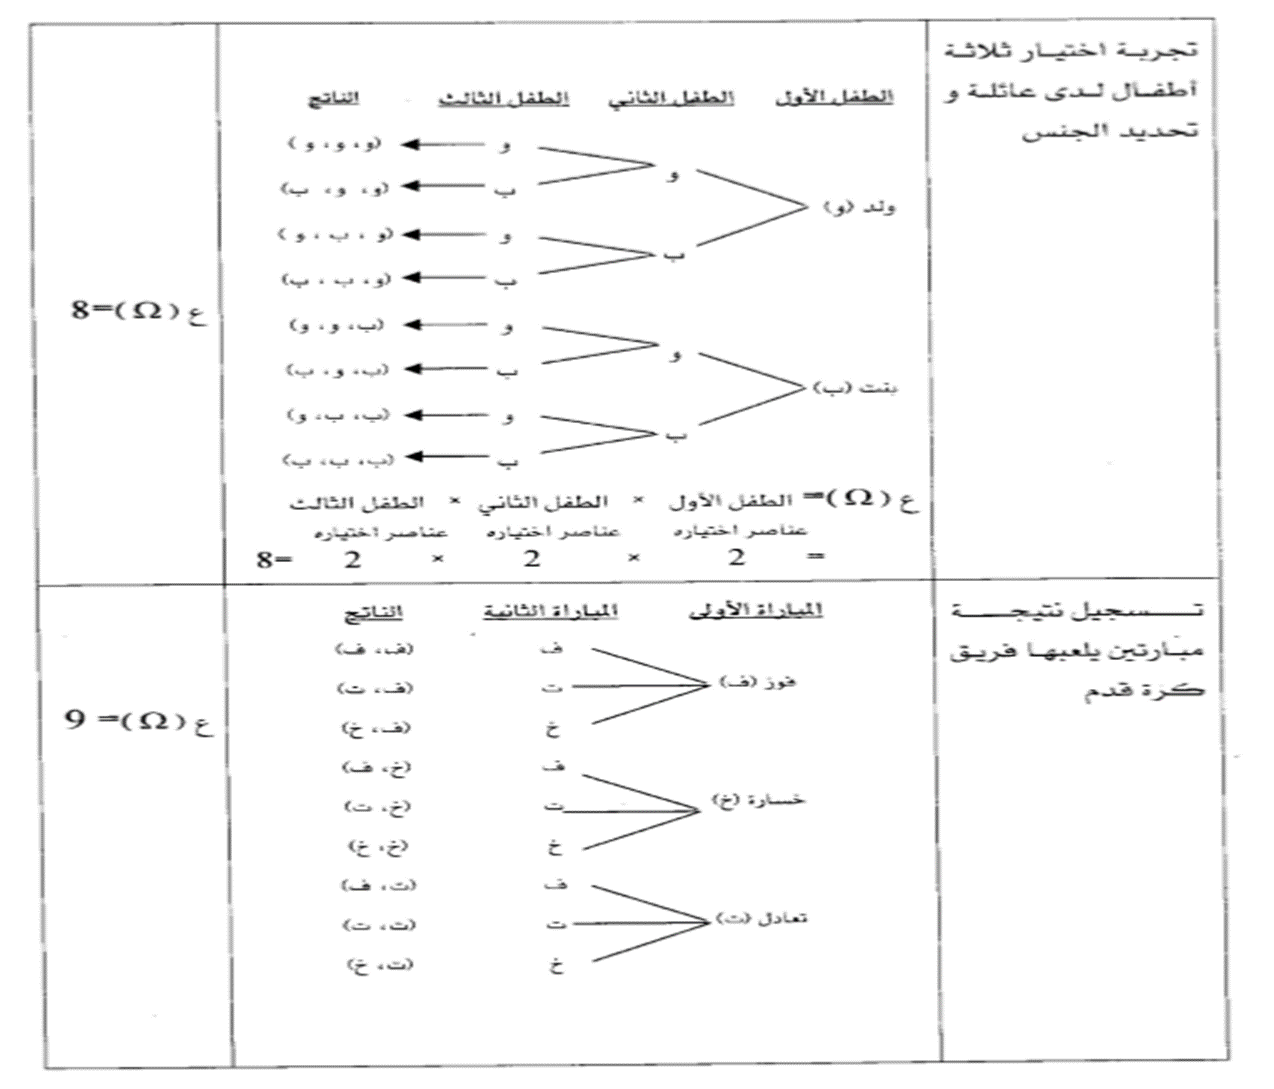 تجربة اختيار ثلاثة
أطفال لدى عائلة و
تحديد الجنس
الطفل الأول الطفل الثاني الطفل الثالث الناتج
و (و، و، و)
و
ب (و، و، ب)
ولد (و)
و (و، ب، و)
ب
ب (و، ب، ب)
ع (Ω)=8
و (ب، و، و)
و
ب (ب، و، ب)
بنت (ب)
و (ب، ب، و)
ب
ب (ب، ب، ب)
ع (Ω)= الطفل الأول × الطفل الثاني × الطفل الثالث
عناصر اختياره عناصر اختياره عناصر اختياره
= 2 × 2 × 2 =8
تسجيل نتيجة
مبارتين يلعبها فريق
كرة قدم
المباراة الأولى المباراة الثانية الناتج
ف (ف، ف)
فوز (ف) ت (ف، ت)
خ (ف، خ)
ع (Ω)= 9
ف (خ، ف)
خسارة (خ) ت (خ، ت)
خ (خ، خ)
ف (ت، ف)
تعادل (ت) ت (ت، ت)
خ (ت، خ)